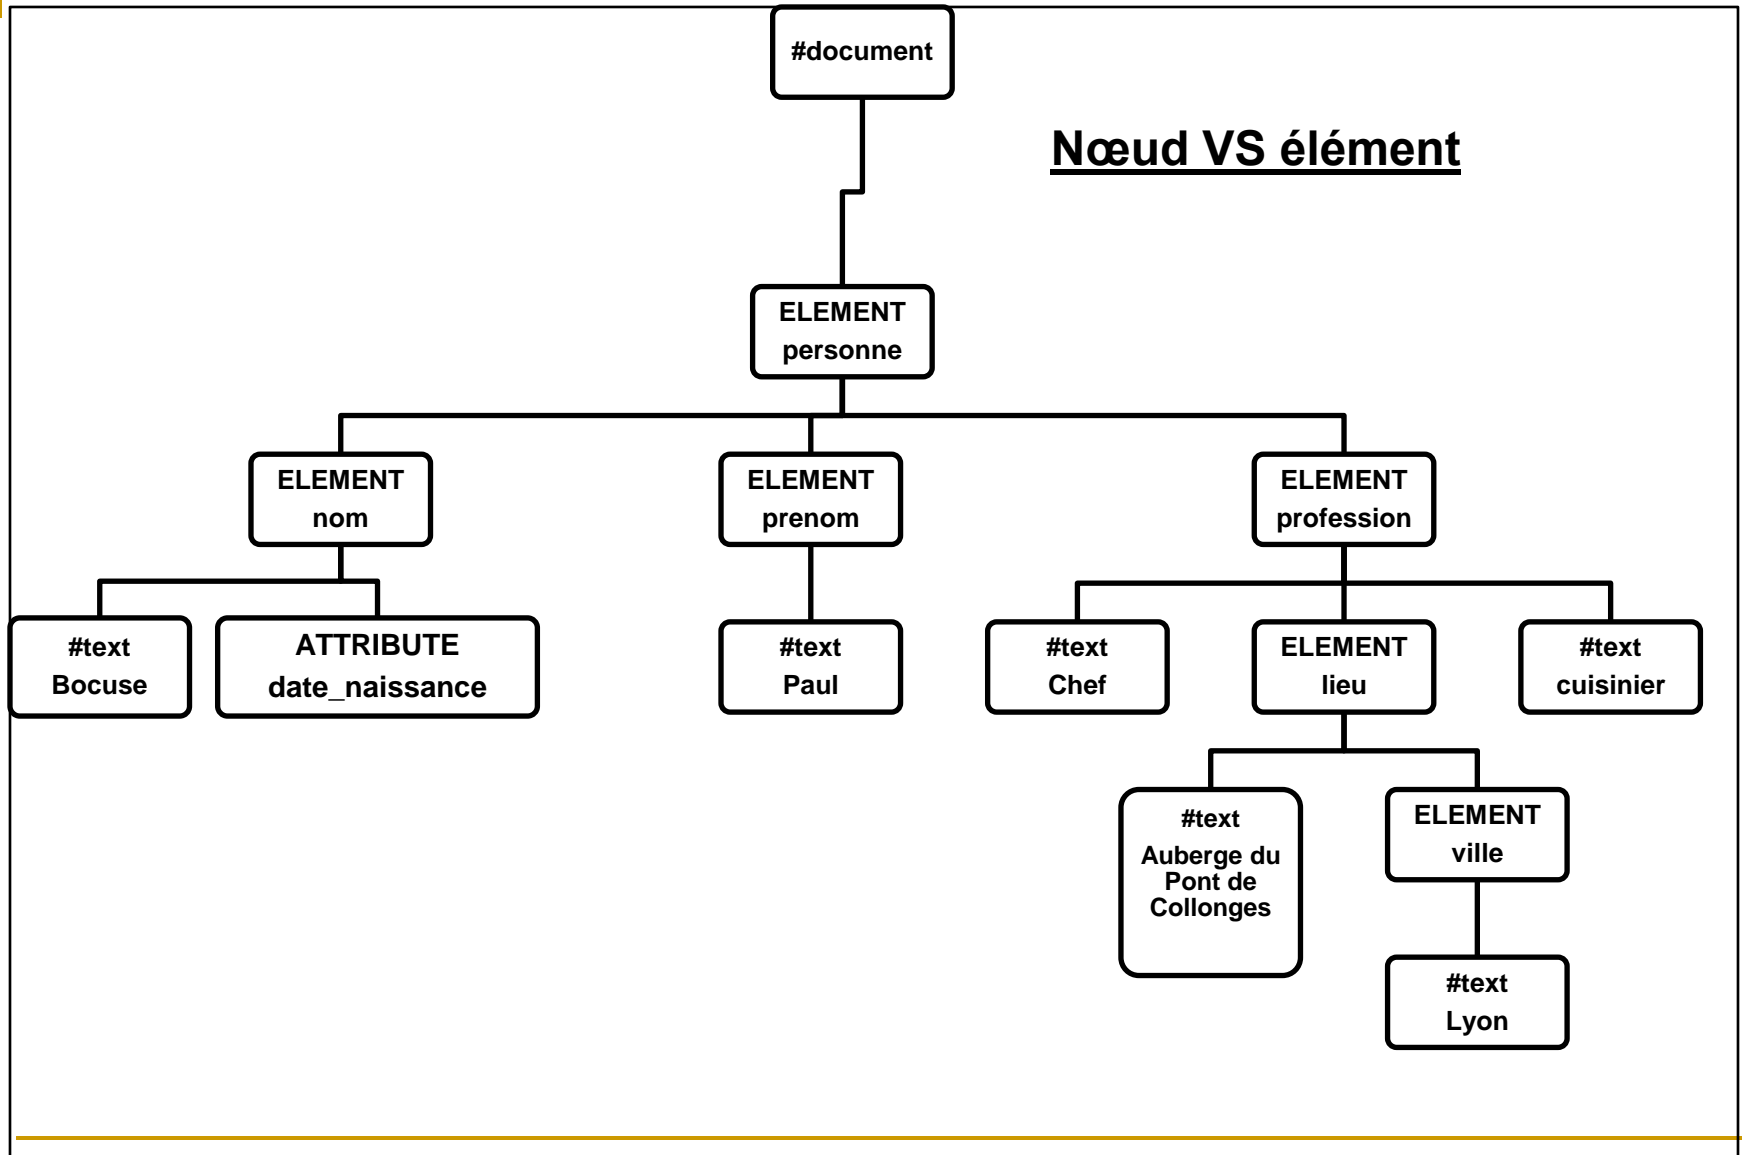 #document
Nœud VS élément
ELEMENT
personne
ELEMENT
nom
ELEMENT
prenom
ELEMENT
profession
#text
Bocuse
ATTRIBUTE
date_naissance
#text
Paul
#text
Chef
ELEMENT
lieu
#text
cuisinier
#text
Auberge du
Pont de
Collonges
ELEMENT
ville
#text
Lyon